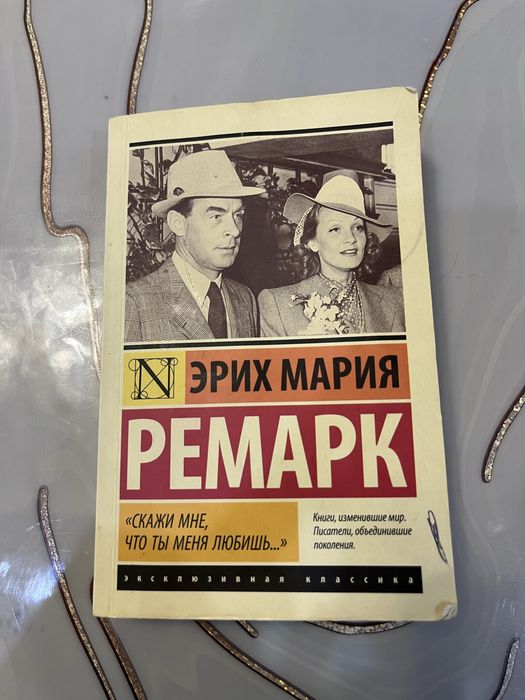 N ЭРИХ МАРИЯ
РЕМАРК
«СКАЖИ МНЕ,
ЧТО ТЫ МЕНЯ ЛЮБИШЬ...»
Книги, изменившие мир.
Писатели, объединившие
поколения.
эксклюзивная классика